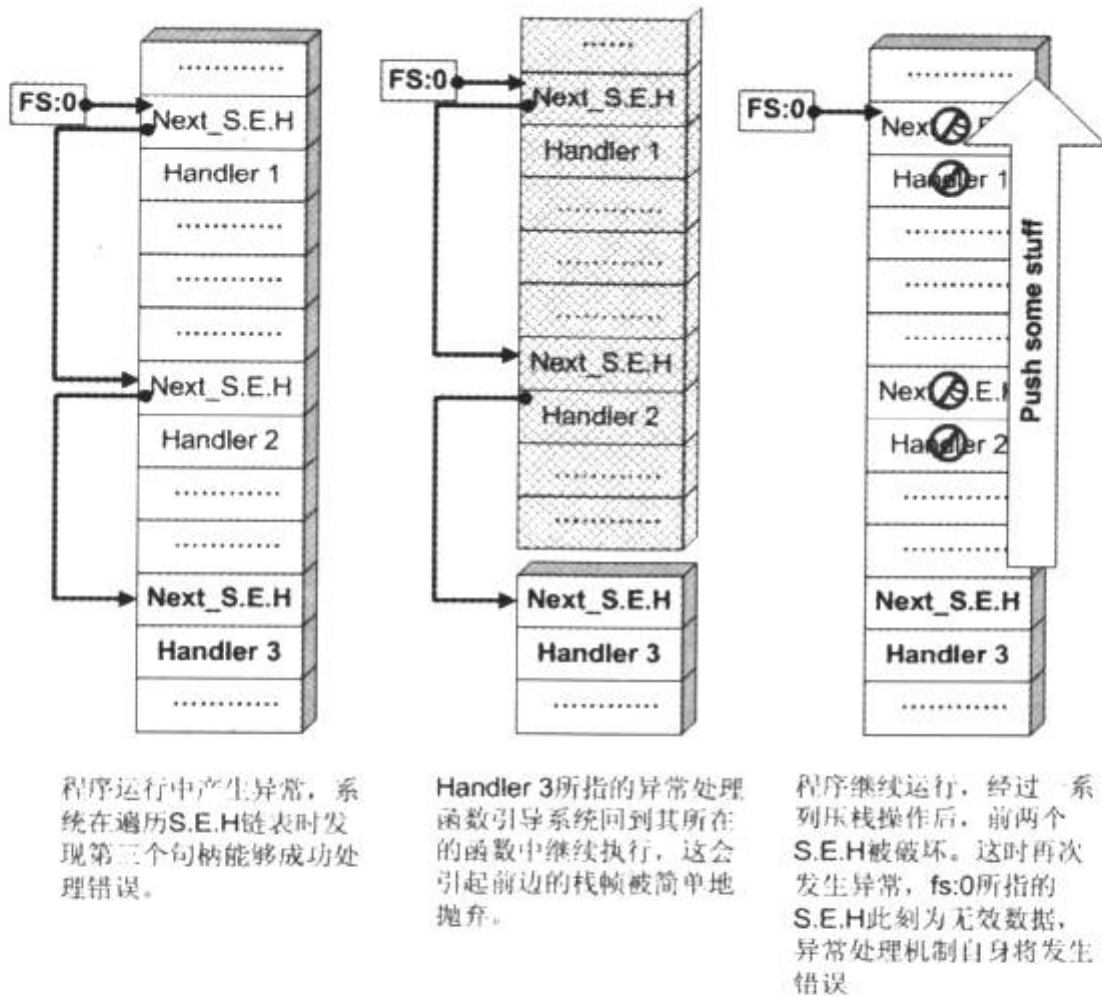 ............
FS:0
Next_S.E.H
Handler 1
............
............
............
Next_S.E.H
Handler 2
............
............
Next_S.E.H
Handler 3
............
程序运行中产生异常，系
统在遍历S.E.H链表时发
现第三个句柄能够成功处
理错误。
......
FS:0
Next_S.E.H
Handler 1
............
............
............
Next_S.E.H
Handler 2
............
............
Next_S.E.H
Handler 3
............
Handler 3所指的异常处理
函数引导系统回到其所在
的函数中继续执行，这会
引起前边的栈帧被简单地
抛弃。
............
FS:0
Handler 1
............
............
............
Handler 2
............
............
Next_S.E.H
Handler 3
............
Push some stuff
程序继续运行，经过一系
列压栈操作后，前两个
S.E.H被破坏。这时再次
发生异常，fs:0所指的
S.E.H此刻为无效数据，
异常处理机制自身将发生
错误